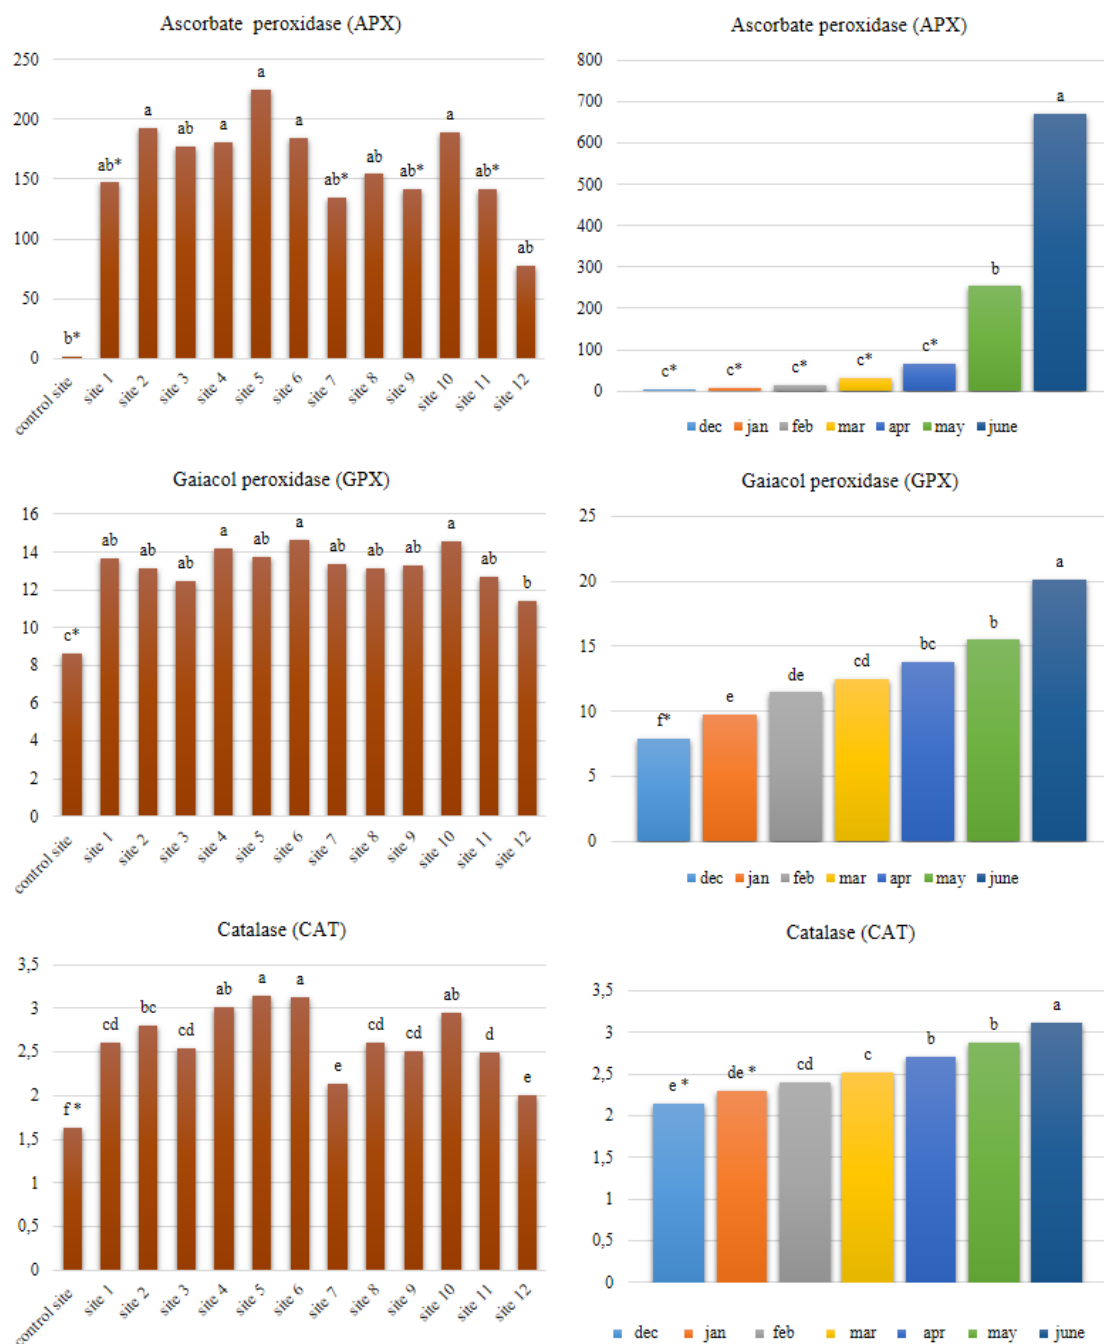 Ascorbate peroxidase (APX)
250
200
150
100
50
0
b*
ab*
a
ab
a
a
a
ab*
ab
ab*
a
ab*
ab
control site
site 1
site 2
site 3
site 4
site 5
site 6
site 7
site 8
site 9
site 10
site 11
site 12
Ascorbate peroxidase (APX)
800
700
600
500
400
300
200
100
0
c*
c*
c*
c*
c*
b
a
dec jan feb mar apr may june
Gaiacol peroxidase (GPX)
16
14
12
10
8
6
4
2
0
c*
ab
ab
ab
a
ab
a
ab
ab
ab
a
ab
b
control site
site 1
site 2
site 3
site 4
site 5
site 6
site 7
site 8
site 9
site 10
site 11
site 12
Gaiacol peroxidase (GPX)
25
20
15
10
5
0
f*
e
de
cd
bc
b
a
dec jan feb mar apr may june
Catalase (CAT)
3,5
3
2,5
2
1,5
1
0,5
0
f *
cd
bc
cd
ab
a
a
e
cd
cd
ab
d
e
control site
site 1
site 2
site 3
site 4
site 5
site 6
site 7
site 8
site 9
site 10
site 11
site 12
Catalase (CAT)
3,5
3
2,5
2
1,5
1
0,5
0
e *
de *
cd
c
b
b
a
dec jan feb mar apr may june